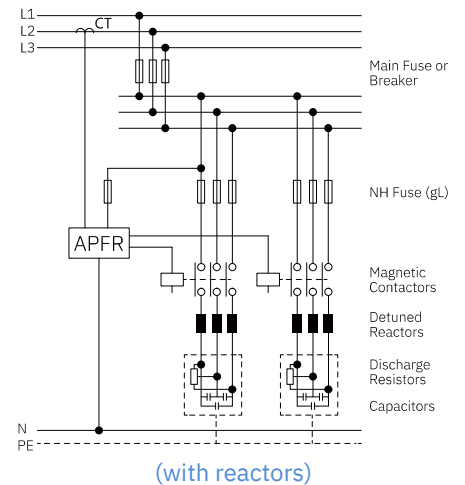 L1
CT
L2
L3
Main Fuse or
Breaker
NH Fuse (gL)
APFR
Magnetic
Contactors
Detuned
Reactors
Discharge
Resistors
Capacitors
N
PE
(with reactors)